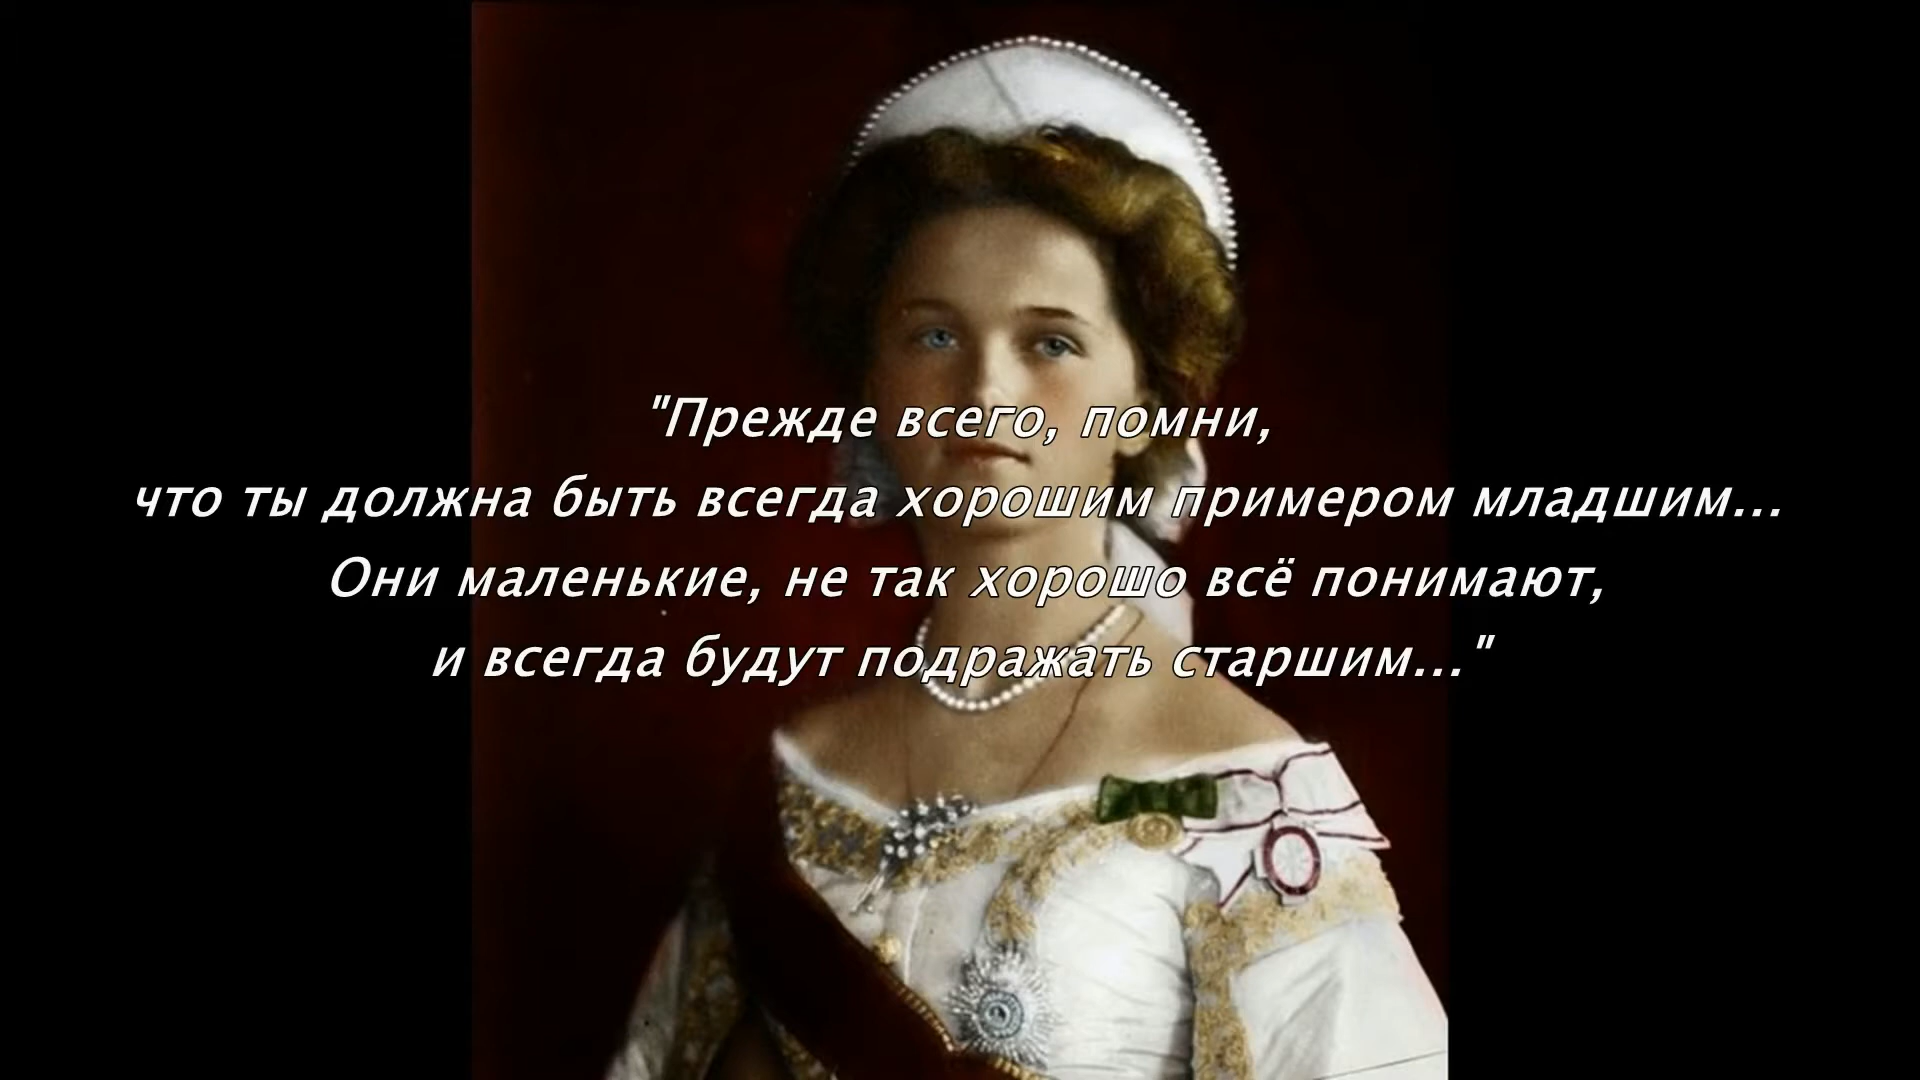 "Прежде всего, помни,
что ты должна быть всегда хорошим примером младшим...
Они маленькие, не так хорошо всё понимают,
и всегда будут подражать старшим..."